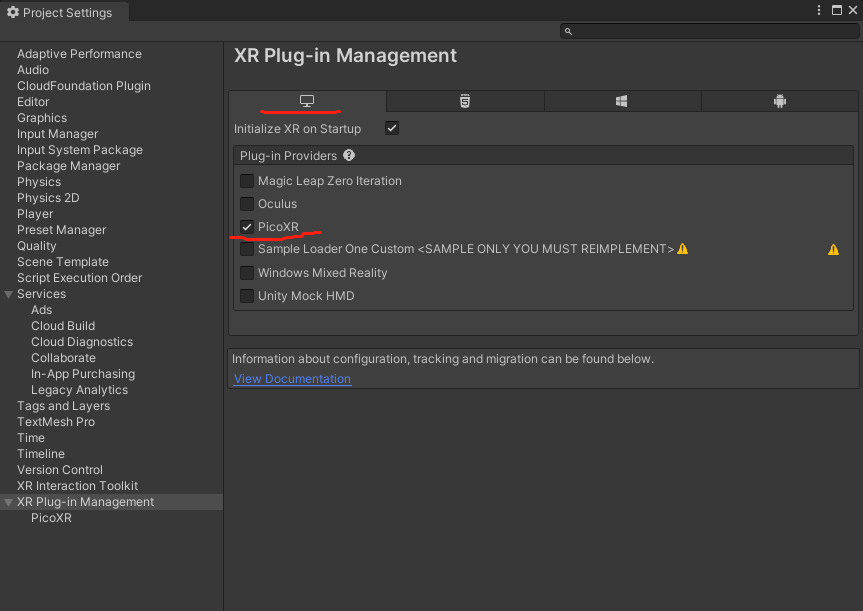 Project Settings
Adaptive Performance
Audio
CloudFoundation Plugin
Editor
Graphics
Input Manager
Input System Package
Package Manager
Physics
Physics 2D
Player
Preset Manager
Quality
Scene Template
Script Execution Order
Services
Ads
Cloud Build
Cloud Diagnostics
Collaborate
In-App Purchasing
Legacy Analytics
Tags and Layers
TextMesh Pro
Time
Timeline
Version Control
XR Interaction Toolkit
XR Plug-in Management
PicoXR
XR Plug-in Management
Initialize XR on Startup
Plug-in Providers
Magic Leap Zero Iteration
Oculus
PicoXR
Sample Loader One Custom <SAMPLE ONLY YOU MUST REIMPLEMENT>
Windows Mixed Reality
Unity Mock HMD
Information about configuration, tracking and migration can be found below.
View Documentation